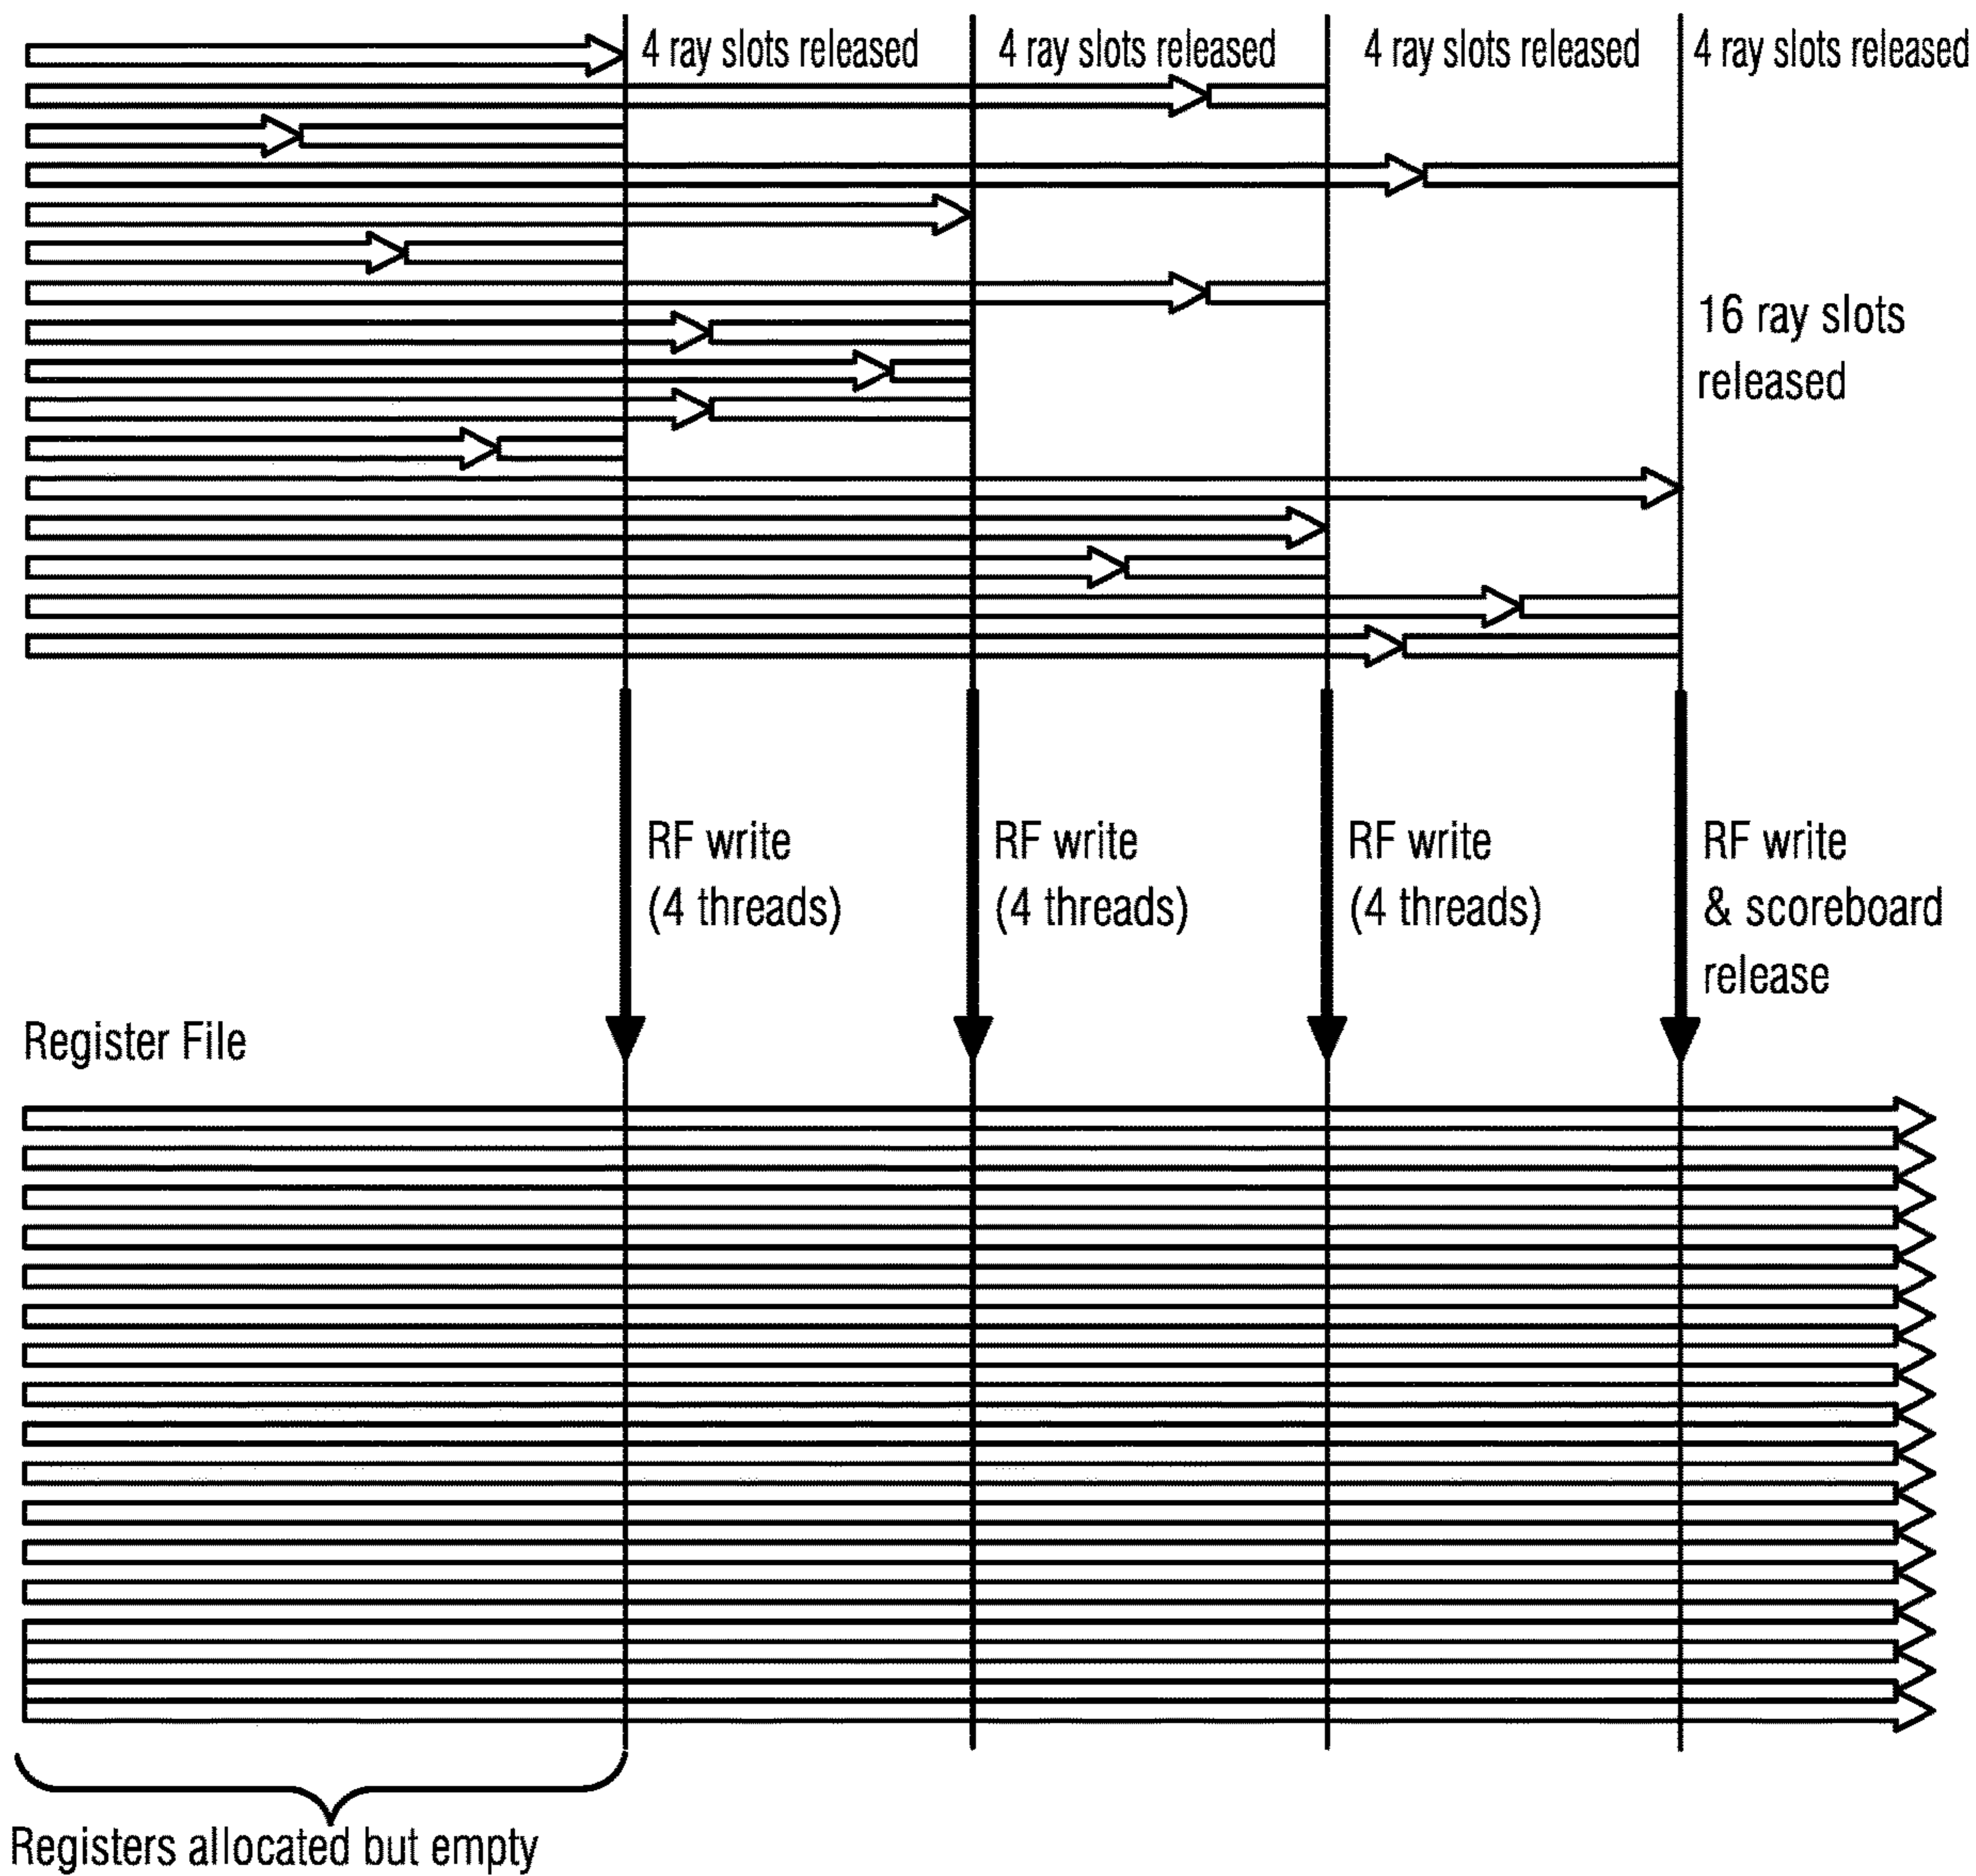 4 ray slots released
4 ray slots released
4 ray slots released
4 ray slots released
16 ray slots
released
RF write
(4 threads)
RF write
(4 threads)
RF write
(4 threads)
RF write
& scoreboard
release
Register File
Registers allocated but empty